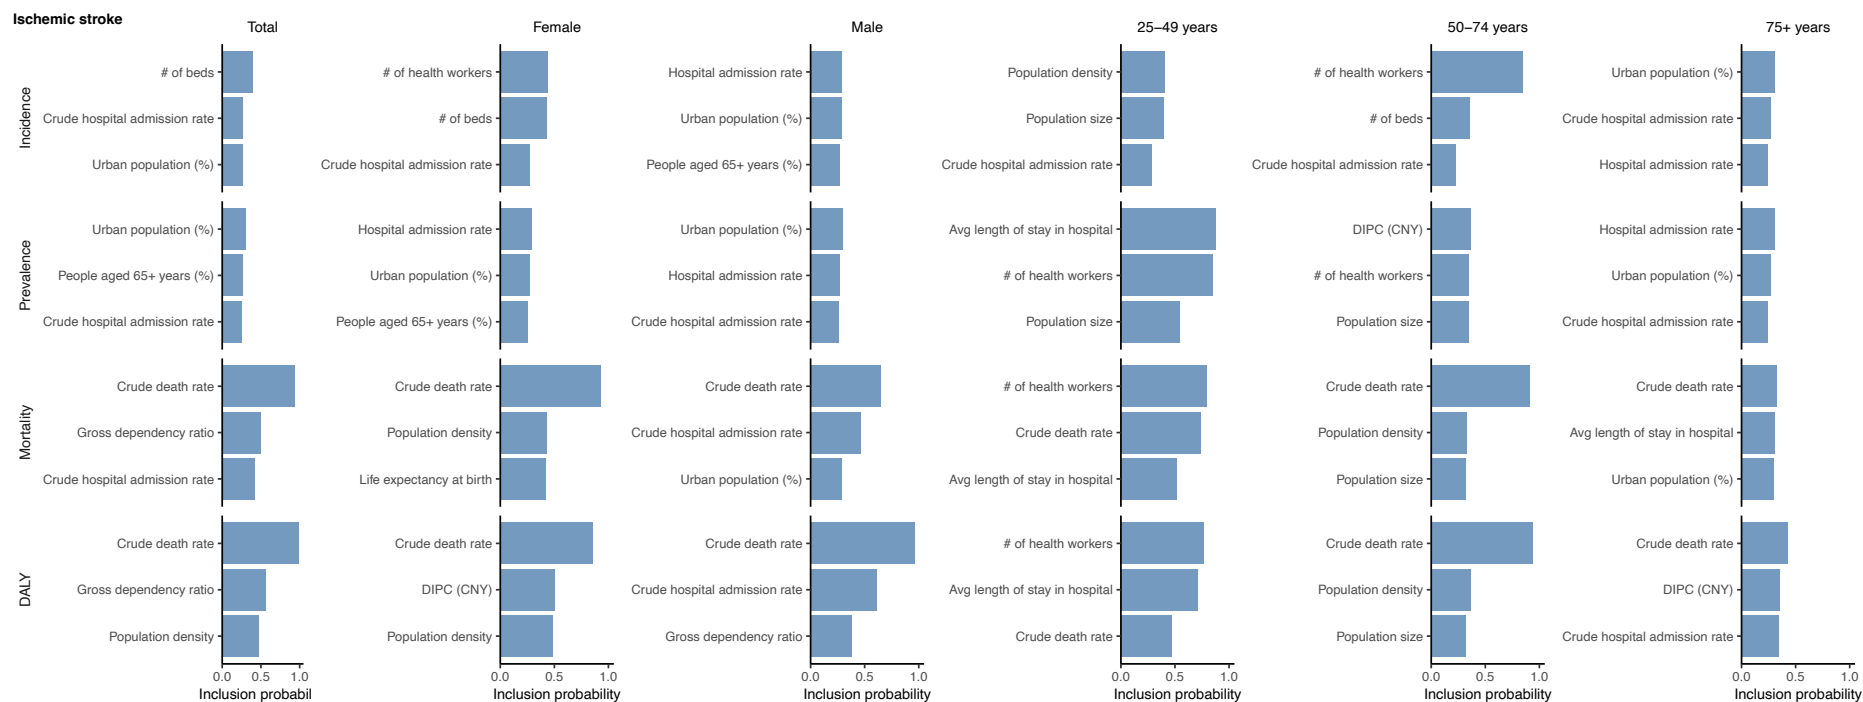 Ischemic stroke
Total
Female
Male
25–49 years
50–74 years
75+ years
Incidence
# of beds
Crude hospital admission rate
Urban population (%)
# of health workers
# of beds
Crude hospital admission rate
Hospital admission rate
Urban population (%)
People aged 65+ years (%)
Population density
Population size
Crude hospital admission rate
# of health workers
# of beds
Crude hospital admission rate
Urban population (%)
Crude hospital admission rate
Hospital admission rate
Prevalence
Urban population (%)
People aged 65+ years (%)
Crude hospital admission rate
Hospital admission rate
Urban population (%)
People aged 65+ years (%)
Urban population (%)
Hospital admission rate
Crude hospital admission rate
Avg length of stay in hospital
# of health workers
Population size
DIPC (CNY)
# of health workers
Population size
Hospital admission rate
Urban population (%)
Crude hospital admission rate
Mortality
Crude death rate
Gross dependency ratio
Crude hospital admission rate
Crude death rate
Population density
Life expectancy at birth
Crude death rate
Crude hospital admission rate
Urban population (%)
# of health workers
Crude death rate
Avg length of stay in hospital
Crude death rate
Population density
Population size
Crude death rate
Avg length of stay in hospital
Urban population (%)
DALY
Crude death rate
Gross dependency ratio
Population density
Crude death rate
DIPC (CNY)
Population density
Crude death rate
Crude hospital admission rate
Gross dependency ratio
# of health workers
Avg length of stay in hospital
Crude death rate
Crude death rate
Population density
Population size
Crude death rate
DIPC (CNY)
Crude hospital admission rate
0.0 0.5 1.0
0.0 0.5 1.0
0.0 0.5 1.0
0.0 0.5 1.0
0.0 0.5 1.0
0.0 0.5 1.0
Inclusion probabil
Inclusion probability
Inclusion probability
Inclusion probability
Inclusion probability
Inclusion probability